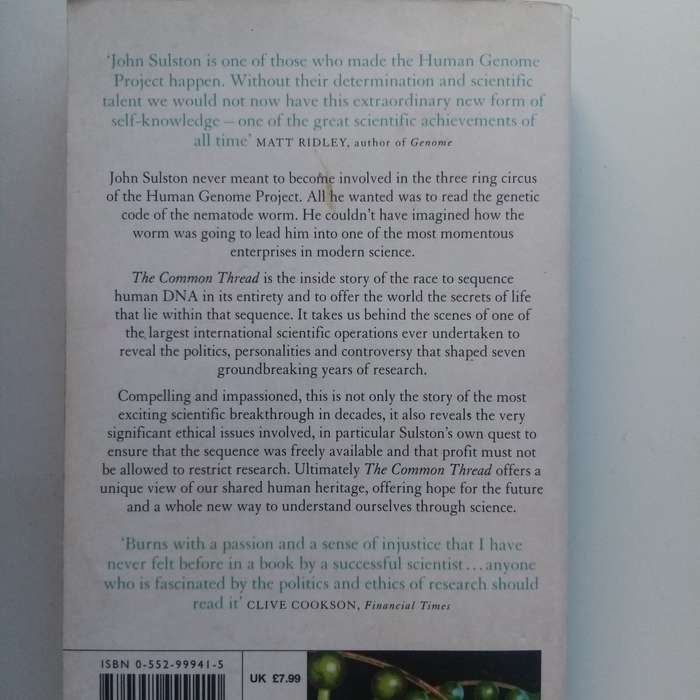 ‘John Sulston is one of those who made the Human Genome
Project happen. Without their determination and scientific
talent we would not now have this extraordinary new form of
self-knowledge – one of the great scientific achievements of
all time’ MATT RIDLEY, author of Genome
John Sulston never meant to become involved in the three ring circus
of the Human Genome Project. All he wanted was to read the genetic
code of the nematode worm. He couldn’t have imagined how the
worm was going to lead him into one of the most momentous
enterprises in modern science.
The Common Thread is the inside story of the race to sequence
human DNA in its entirety and to offer the world the secrets of life
that lie within that sequence. It takes us behind the scenes of one of
the largest international scientific operations ever undertaken to
reveal the politics, personalities and controversy that shaped seven
groundbreaking years of research.
Compelling and impassioned, this is not only the story of the most
exciting scientific breakthrough in decades, it also reveals the very
significant ethical issues involved, in particular Sulston’s own quest to
ensure that the sequence was freely available and that profit must not
be allowed to restrict research. Ultimately The Common Thread offers a
unique view of our shared human heritage, offering hope for the future
and a whole new way to understand ourselves through science.
‘Burns with a passion and a sense of injustice that I have
never felt before in a book by a successful scientist…anyone
who is fascinated by the politics and ethics of research should
read it’ CLIVE COOKSON, Financial Times
ISBN 0-552-99941-5
UK £7.99